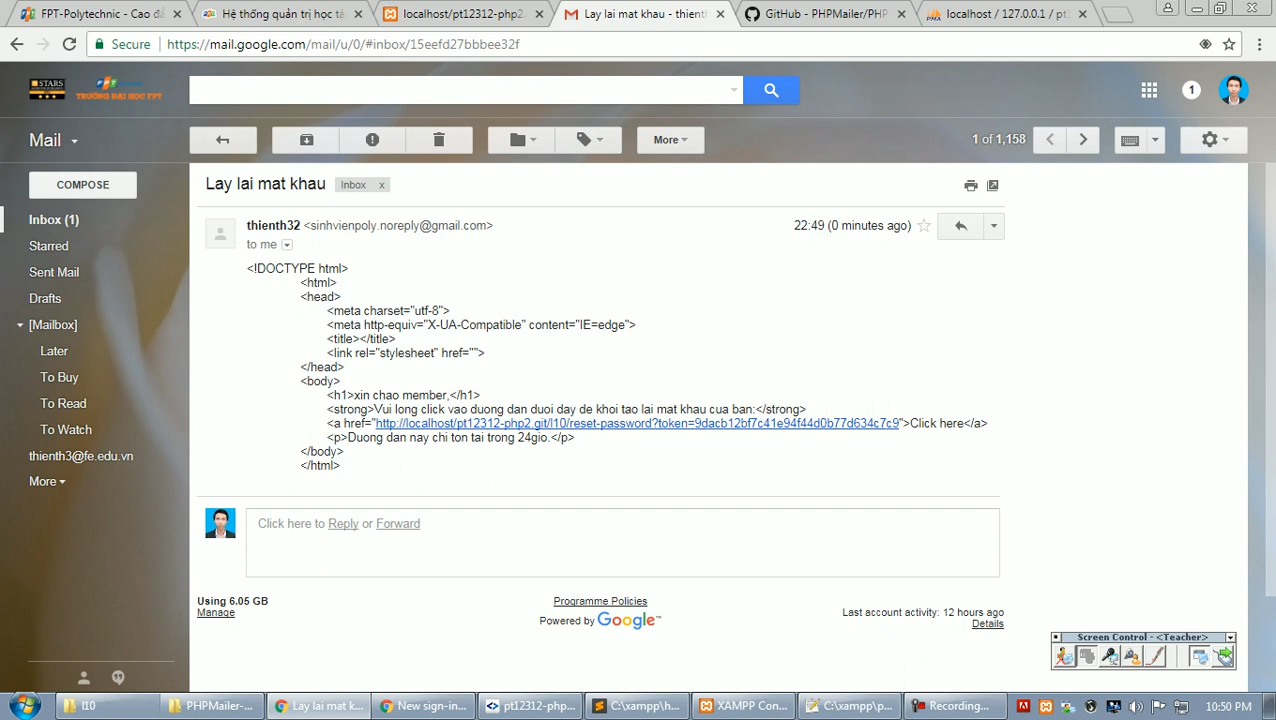 FPT-Polytechnic - Cao đẳ
Hệ thống quản trị học tậ
localhost/pt12312-php2
Lay lai mat khau - thienth
GitHub - PHPMailer/PHP
localhost / 127.0.0.1 / pt
Secure
https://mail.google.com/mail/u/0/#inbox/15eefd27bbbee32f
STARS
TRƯỜNG ĐẠI HỌC FPT
1
Mail
More
1 of 1,158
COMPOSE
Lay lai mat khau
Inbox x
Inbox (1)
thienth32 <sinhvienpoly.noreply@gmail.com>
22:49 (0 minutes ago)
to me
Starred
Sent Mail
Drafts
[Mailbox]
Later
To Buy
To Read
To Watch
thienth3@fe.edu.vn
More
<!DOCTYPE html>
<html>
<head>
<meta charset="utf-8">
<meta http-equiv="X-UA-Compatible" content="IE=edge">
<title></title>
<link rel="stylesheet" href="">
</head>
<body>
<h1>xin chao member,</h1>
<strong>Vui long click vao duong dan duoi day de khoi tao lai mat khau cua ban:</strong>
<a href="http://localhost/pt12312-php2.git/l10/reset-password?token=9dacb12bf7c41e94f44d0b77d634c7c9">Click here</a>
<p>Duong dan nay chi ton tai trong 24gio.</p>
</body>
</html>
Click here to Reply or Forward
Using 6.05 GB
Manage
Programme Policies
Powered by Google™
Last account activity: 12 hours ago
Details
Screen Control - <Teacher>
l10
PHPMailer-...
Lay lai mat k...
New sign-in...
pt12312-php...
C:\xampp\h...
XAMPP Con...
C:\xampp\p...
Recording...
10:50 PM